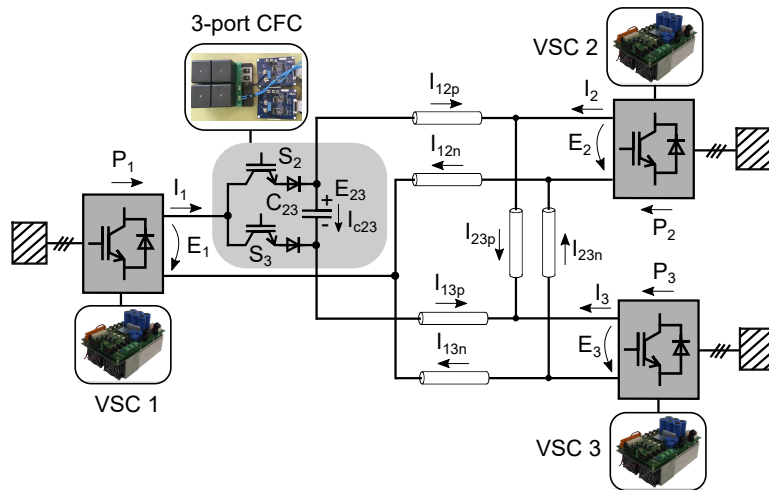 3-port CFC
VSC 2
I12p
I2
S2
E2
P1
I12n
E23
I1
C23
+
Ic23
-
P2
E1
S3
I23p
I23n
P3
I13p
I3
E3
I13n
VSC 1
VSC 3